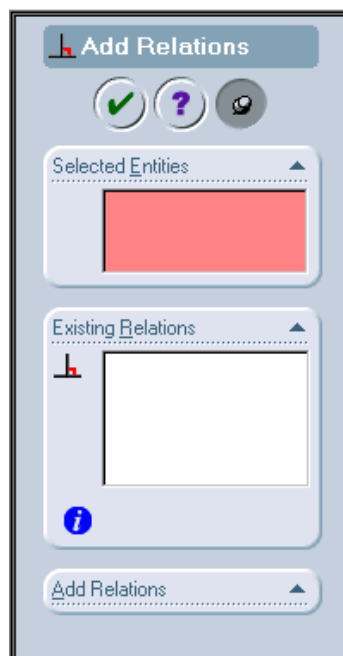 Add Relations
?
Selected Entities
Existing Relations
i
Add Relations